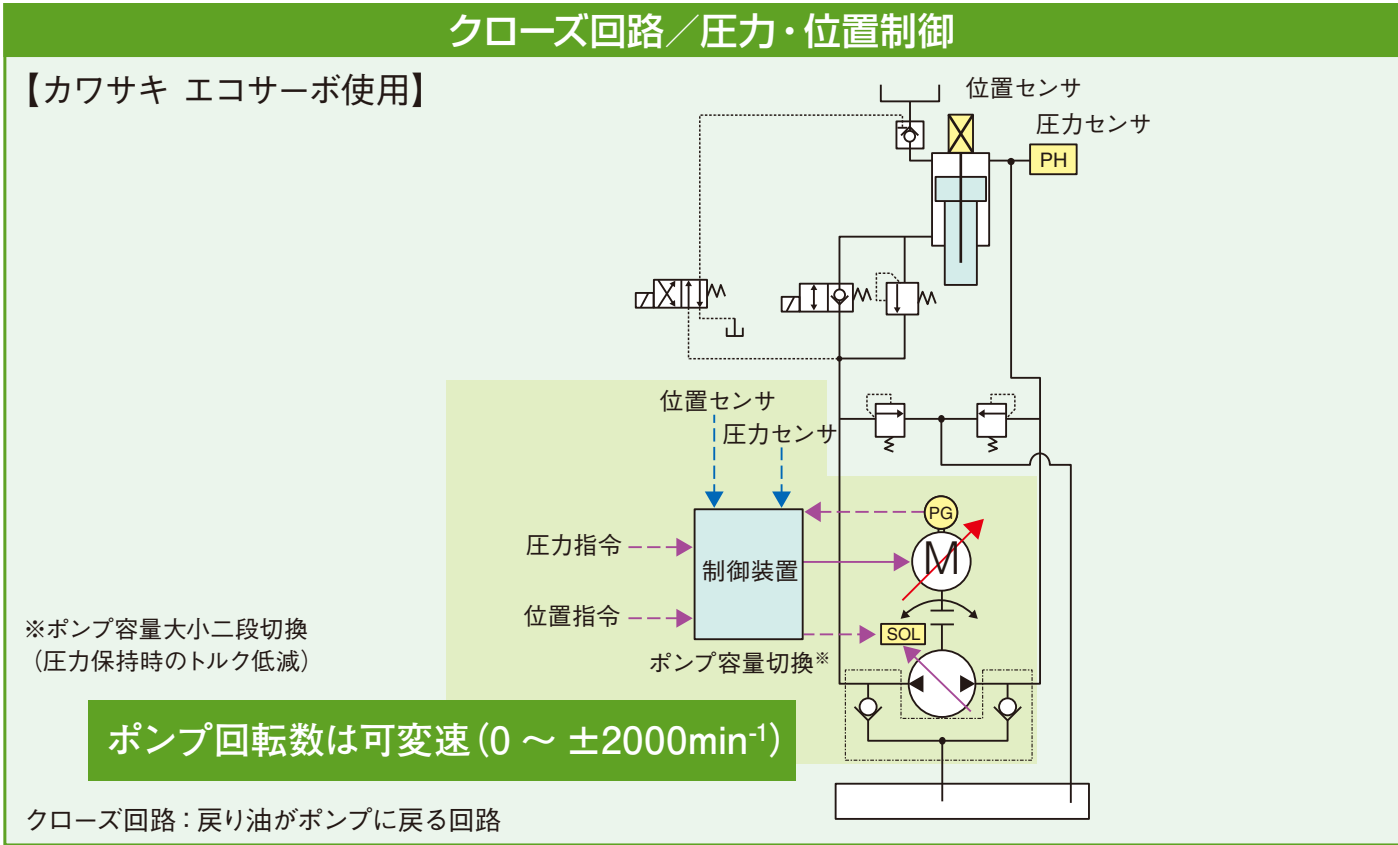 クローズ回路／圧力・位置制御
【カワサキ エコサーボ使用】
位置センサ
圧力センサ
PH
位置センサ
圧力センサ
PG
圧力指令
制御装置
M
位置指令
SOL
ポンプ容量切換※
※ポンプ容量大小二段切換
（圧力保持時のトルク低減）
ポンプ回転数は可変速（0 ～ ±2000min-1）
クローズ回路：戻り油がポンプに戻る回路